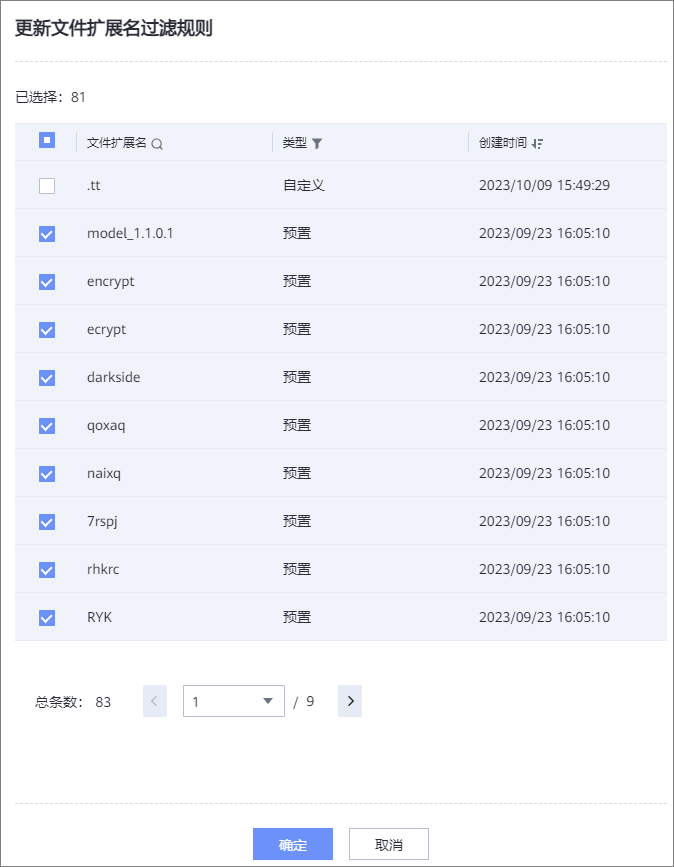 更新文件扩展名过滤规则
已选择：81
文件扩展名 类型 创建时间
.tt 自定义 2023/10/09 15:49:29
model_1.1.0.1 预置 2023/09/23 16:05:10
encrypt 预置 2023/09/23 16:05:10
ecrypt 预置 2023/09/23 16:05:10
darkside 预置 2023/09/23 16:05:10
qoxaq 预置 2023/09/23 16:05:10
naixq 预置 2023/09/23 16:05:10
7rspj 预置 2023/09/23 16:05:10
rhkrc 预置 2023/09/23 16:05:10
RYK 预置 2023/09/23 16:05:10
总条数： 83 < 1 / 9 >
确定 取消